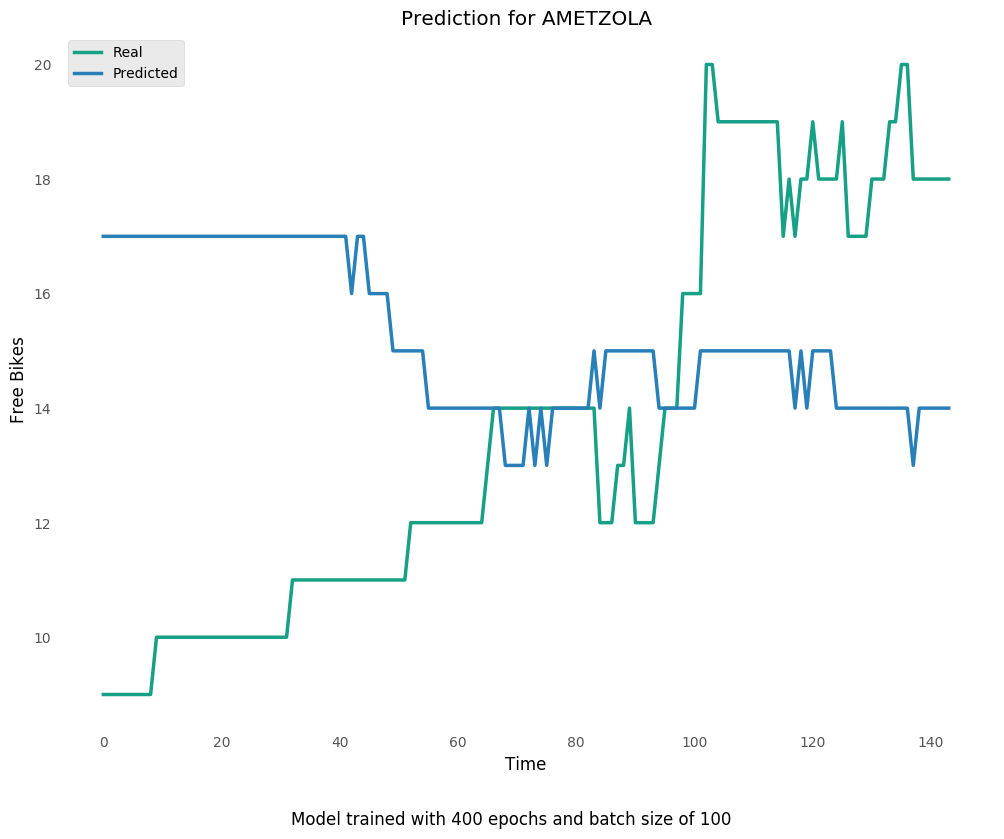 Prediction for AMETZOLA
Real
Predicted
20
18
16
14
12
10
Free Bikes
0 20 40 60 80 100 120 140
Time
Model trained with 400 epochs and batch size of 100